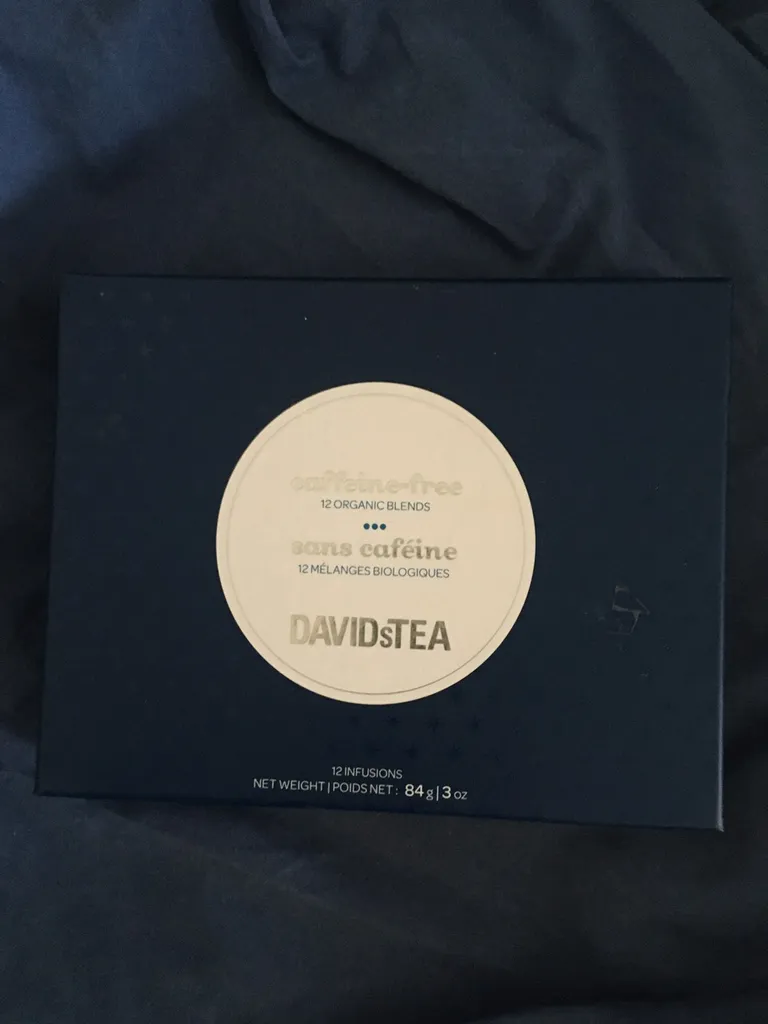 caffeine-free
12 ORGANIC BLENDS
sans caféine
12 MÉLANGES BIOLOGIQUES
DAVIDsTEA
12 INFUSIONS
NET WEIGHT | POIDS NET : 84 g | 3 oz